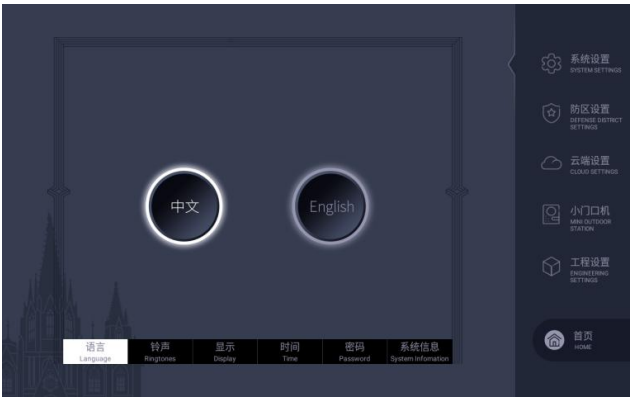 中文
English
语言
Language
铃声
Ringtones
显示
Display
时间
Time
密码
Password
系统信息
System Infomation
系统设置
SYSTEM SETTINGS
防区设置
DEFENSE DISTRICT
SETTINGS
云端设置
CLOUD SETTINGS
小门口机
MINI OUTDOOR
STATION
工程设置
ENGINEERING
SETTINGS
首页
HOME